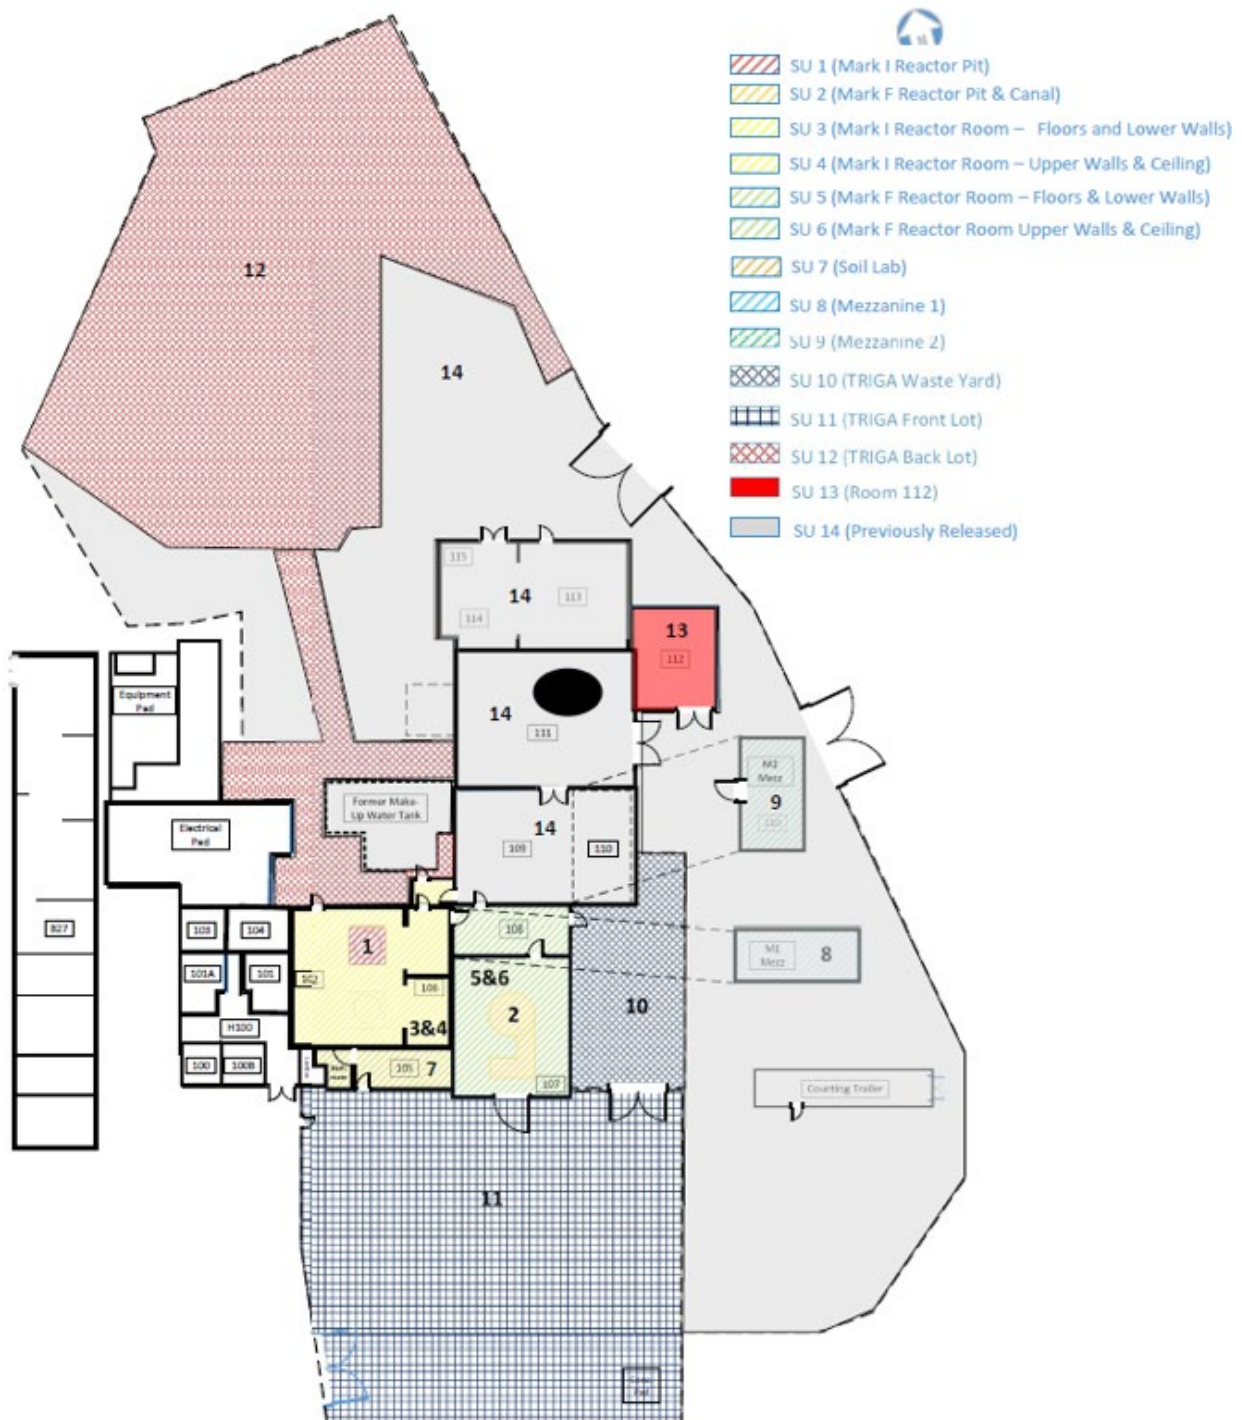 SU 1 (Mark I Reactor Pit)
SU 2 (Mark F Reactor Pit & Canal)
SU 3 (Mark I Reactor Room – Floors and Lower Walls)
SU 4 (Mark I Reactor Room – Upper Walls & Ceiling)
SU 5 (Mark F Reactor Room – Floors & Lower Walls)
SU 6 (Mark F Reactor Room Upper Walls & Ceiling)
SU 7 (Soil Lab)
SU 8 (Mezzanine 1)
SU 9 (Mezzanine 2)
SU 10 (TRIGA Waste Yard)
SU 11 (TRIGA Front Lot)
SU 12 (TRIGA Back Lot)
SU 13 (Room 112)
SU 14 (Previously Released)
12
14
115
14
113
114
13
112
14
111
Equipment
Pad
M2
Mezz
9
Former Make-
Up Water Tank
14
109
110
Electrical
Pad
827
103
104
1
108
101A
101
102
106
5&6
2
3&4
M1
Mezz
8
10
H100
100
100B
105
7
107
Counting Trailer
11